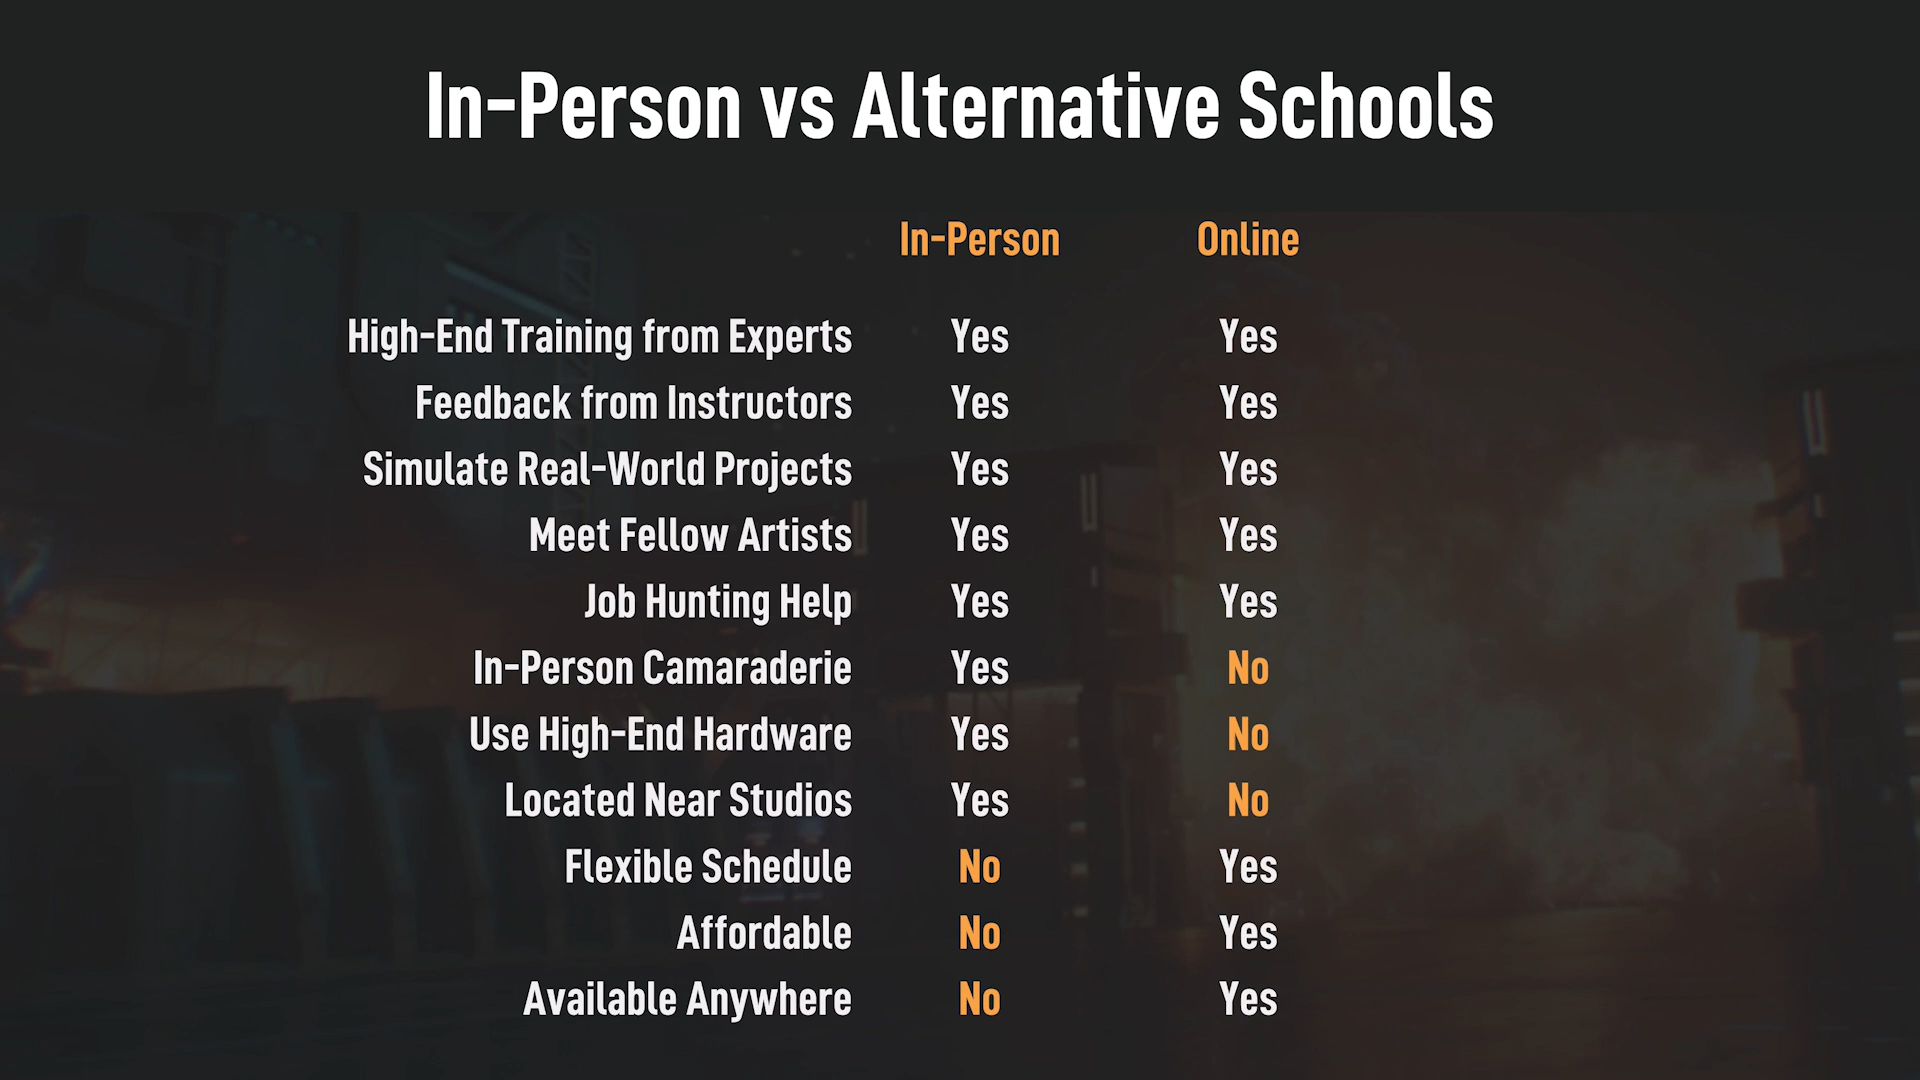 In-Person vs Alternative Schools
In-Person Online
High-End Training from Experts Yes Yes
Feedback from Instructors Yes Yes
Simulate Real-World Projects Yes Yes
Meet Fellow Artists Yes Yes
Job Hunting Help Yes Yes
In-Person Camaraderie Yes No
Use High-End Hardware Yes No
Located Near Studios Yes No
Flexible Schedule No Yes
Affordable No Yes
Available Anywhere No Yes